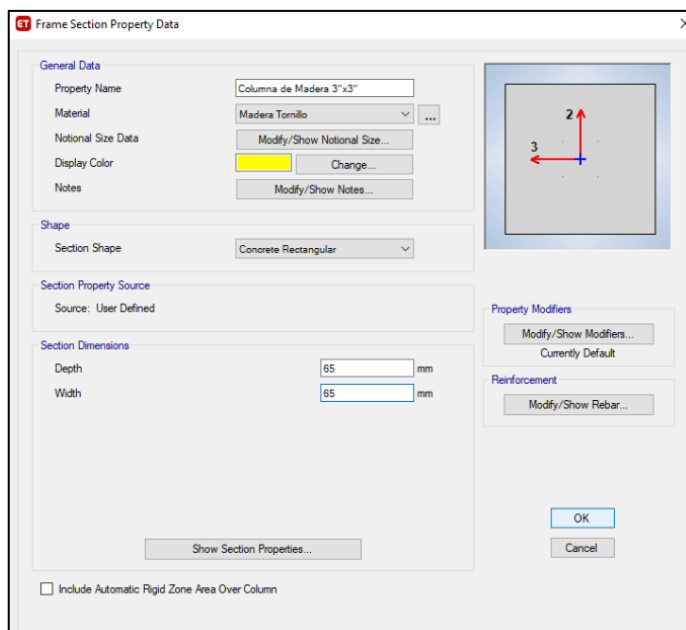 ET Frame Section Property Data
General Data
Property Name Columna de Madera 3"x3"
Material Madera Tornillo ...
Notional Size Data Modify/Show Notional Size...
Display Color Change...
Notes Modify/Show Notes...
Shape
Section Shape Concrete Rectangular
Section Property Source
Source: User Defined
Section Dimensions
Depth 65 mm
Width 65 mm
Show Section Properties...
Include Automatic Rigid Zone Area Over Column
2
3
Property Modifiers
Modify/Show Modifiers...
Currently Default
Reinforcement
Modify/Show Rebar...
OK
Cancel